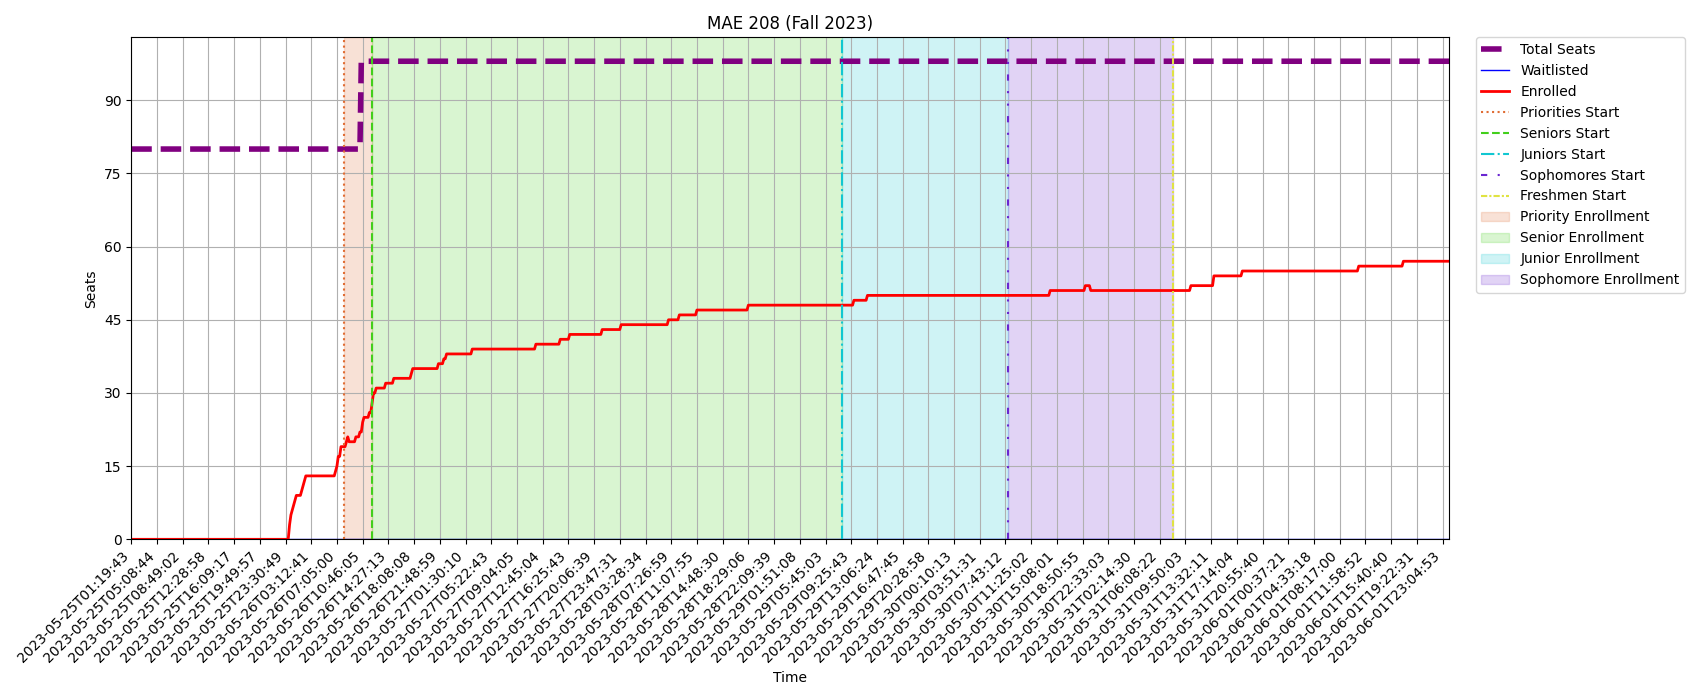 MAE 208 (Fall 2023)
Total Seats
Waitlisted
Enrolled
Priorities Start
Seniors Start
Juniors Start
Sophomores Start
Freshmen Start
Priority Enrollment
Senior Enrollment
Junior Enrollment
Sophomore Enrollment
Seats
90
75
60
45
30
15
0
2023-05-25T01:19:43
2023-05-25T05:08:44
2023-05-25T08:49:02
2023-05-25T12:28:58
2023-05-25T16:09:17
2023-05-25T19:49:57
2023-05-25T23:30:49
2023-05-26T03:12:41
2023-05-26T07:05:00
2023-05-26T10:46:05
2023-05-26T14:27:13
2023-05-26T18:08:08
2023-05-26T21:48:59
2023-05-27T01:30:10
2023-05-27T05:22:43
2023-05-27T09:04:05
2023-05-27T12:45:04
2023-05-27T16:25:43
2023-05-27T20:06:39
2023-05-27T23:47:31
2023-05-28T03:28:34
2023-05-28T07:26:59
2023-05-28T11:07:55
2023-05-28T14:48:30
2023-05-28T18:29:06
2023-05-28T22:09:39
2023-05-29T01:51:08
2023-05-29T05:45:03
2023-05-29T09:25:43
2023-05-29T13:06:24
2023-05-29T16:47:45
2023-05-29T20:28:58
2023-05-30T00:10:13
2023-05-30T03:51:31
2023-05-30T07:43:12
2023-05-30T11:25:02
2023-05-30T15:08:01
2023-05-30T18:50:55
2023-05-30T22:33:03
2023-05-31T02:14:30
2023-05-31T06:08:22
2023-05-31T09:50:03
2023-05-31T13:32:11
2023-05-31T17:14:04
2023-05-31T20:55:40
2023-06-01T00:37:21
2023-06-01T04:33:18
2023-06-01T08:17:00
2023-06-01T11:58:52
2023-06-01T15:40:40
2023-06-01T19:22:31
2023-06-01T23:04:53
Time